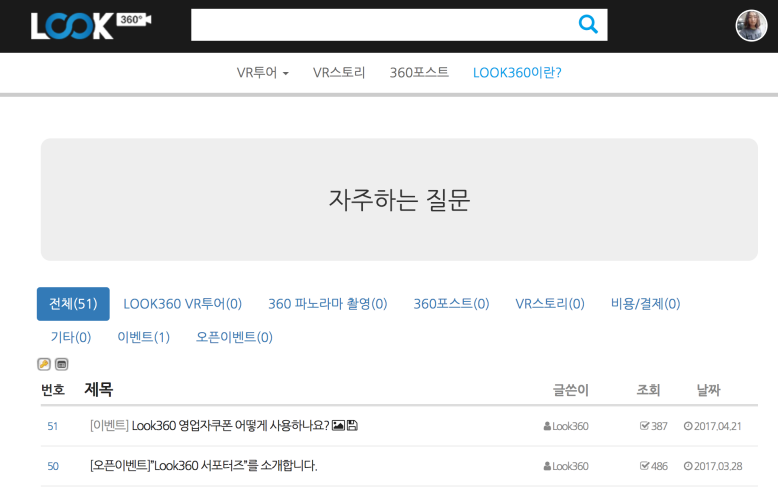 LOOK 360°
VR투어 VR스토리 360포스트 LOOK360이란?
자주하는 질문
전체(51) LOOK360 VR투어(0) 360 파노라마 촬영(0) 360포스트(0) VR스토리(0) 비용/결제(0)
기타(0) 이벤트(1) 오픈이벤트(0)
번호 제목 글쓴이 조회 날짜
51 [이벤트] Look360 영업자쿠폰 어떻게 사용하나요? Look360 387 2017.04.21
50 [오픈이벤트]"Look360 서포터즈"를 소개합니다. Look360 486 2017.03.28